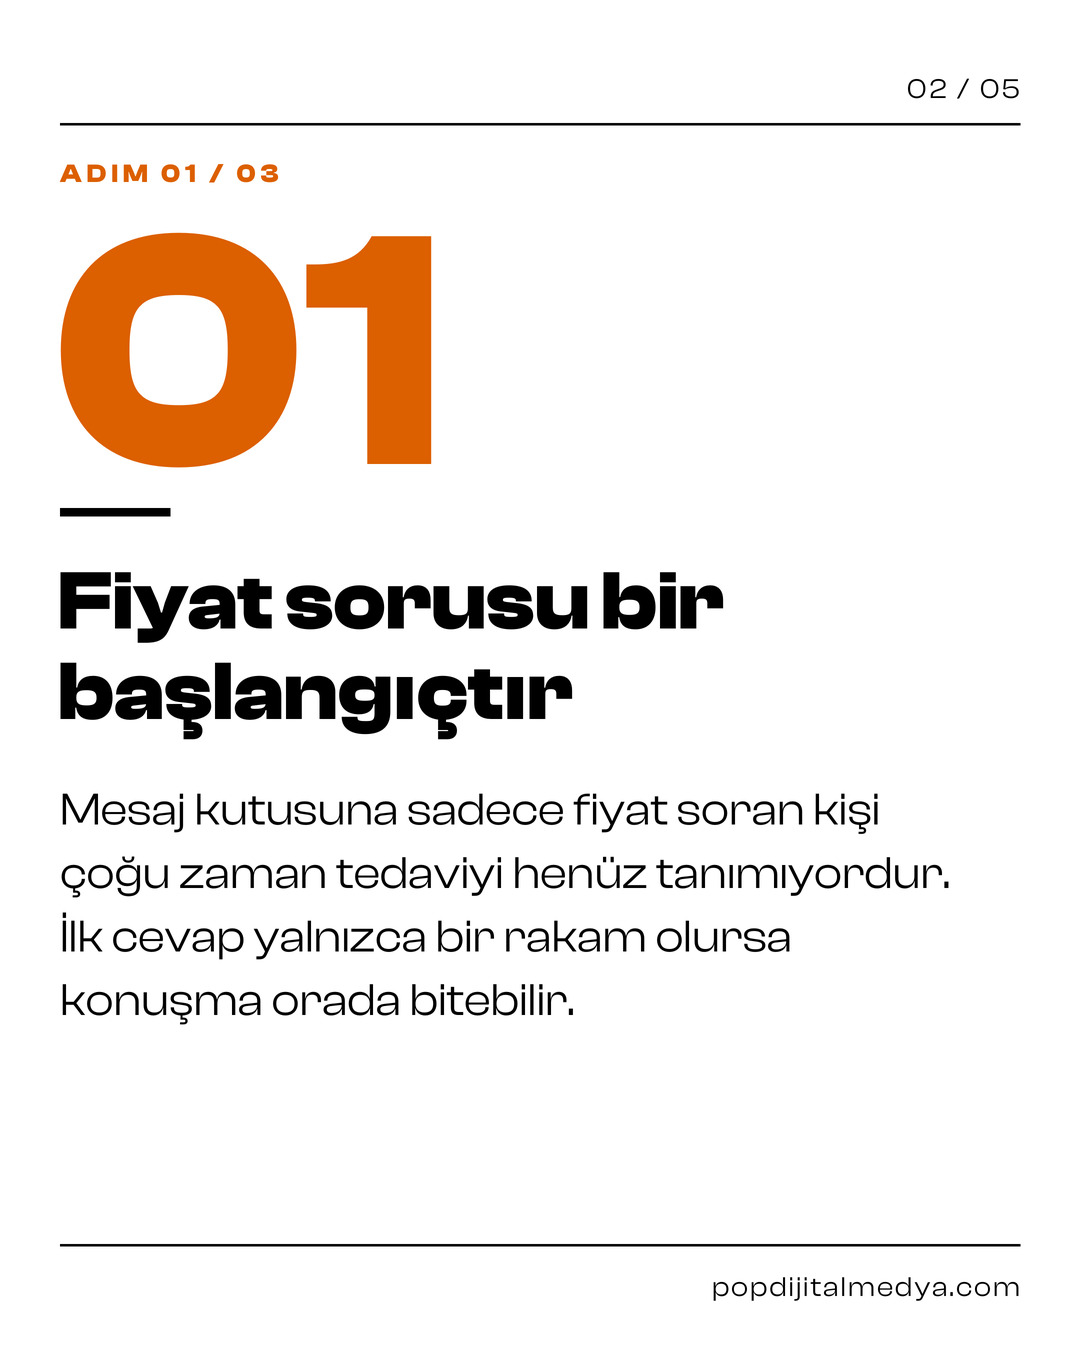 02 / 05
ADIM 01 / 03
01
Fiyat sorusu bir
başlangıçtır
Mesaj kutusuna sadece fiyat soran kişi
çoğu zaman tedaviyi henüz tanımıyordur.
İlk cevap yalnızca bir rakam olursa
konuşma orada bitebilir.
popdijitalmedya.com